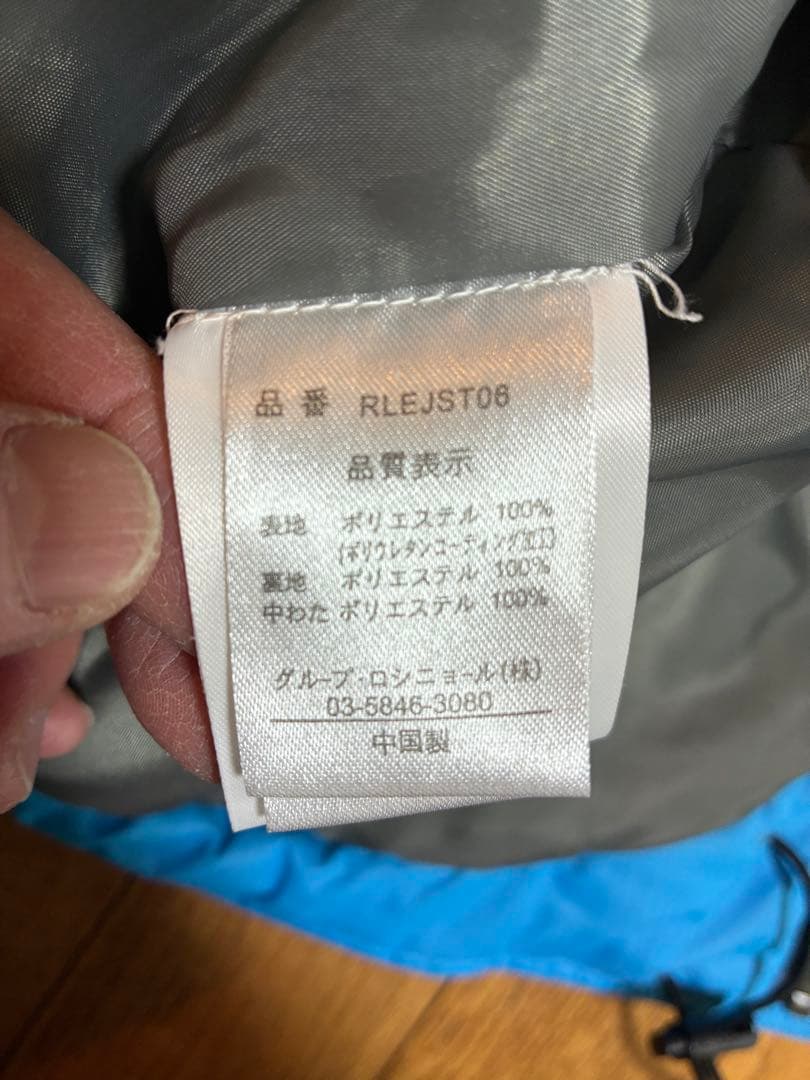 品番 RLEJST06
品質表示
表地 ポリエステル 100%
(ポリウレタンコーティング加工)
裏地 ポリエステル 100%
中わた ポリエステル 100%
グループ・ロシニョール(株)
03-5846-3080
中国製